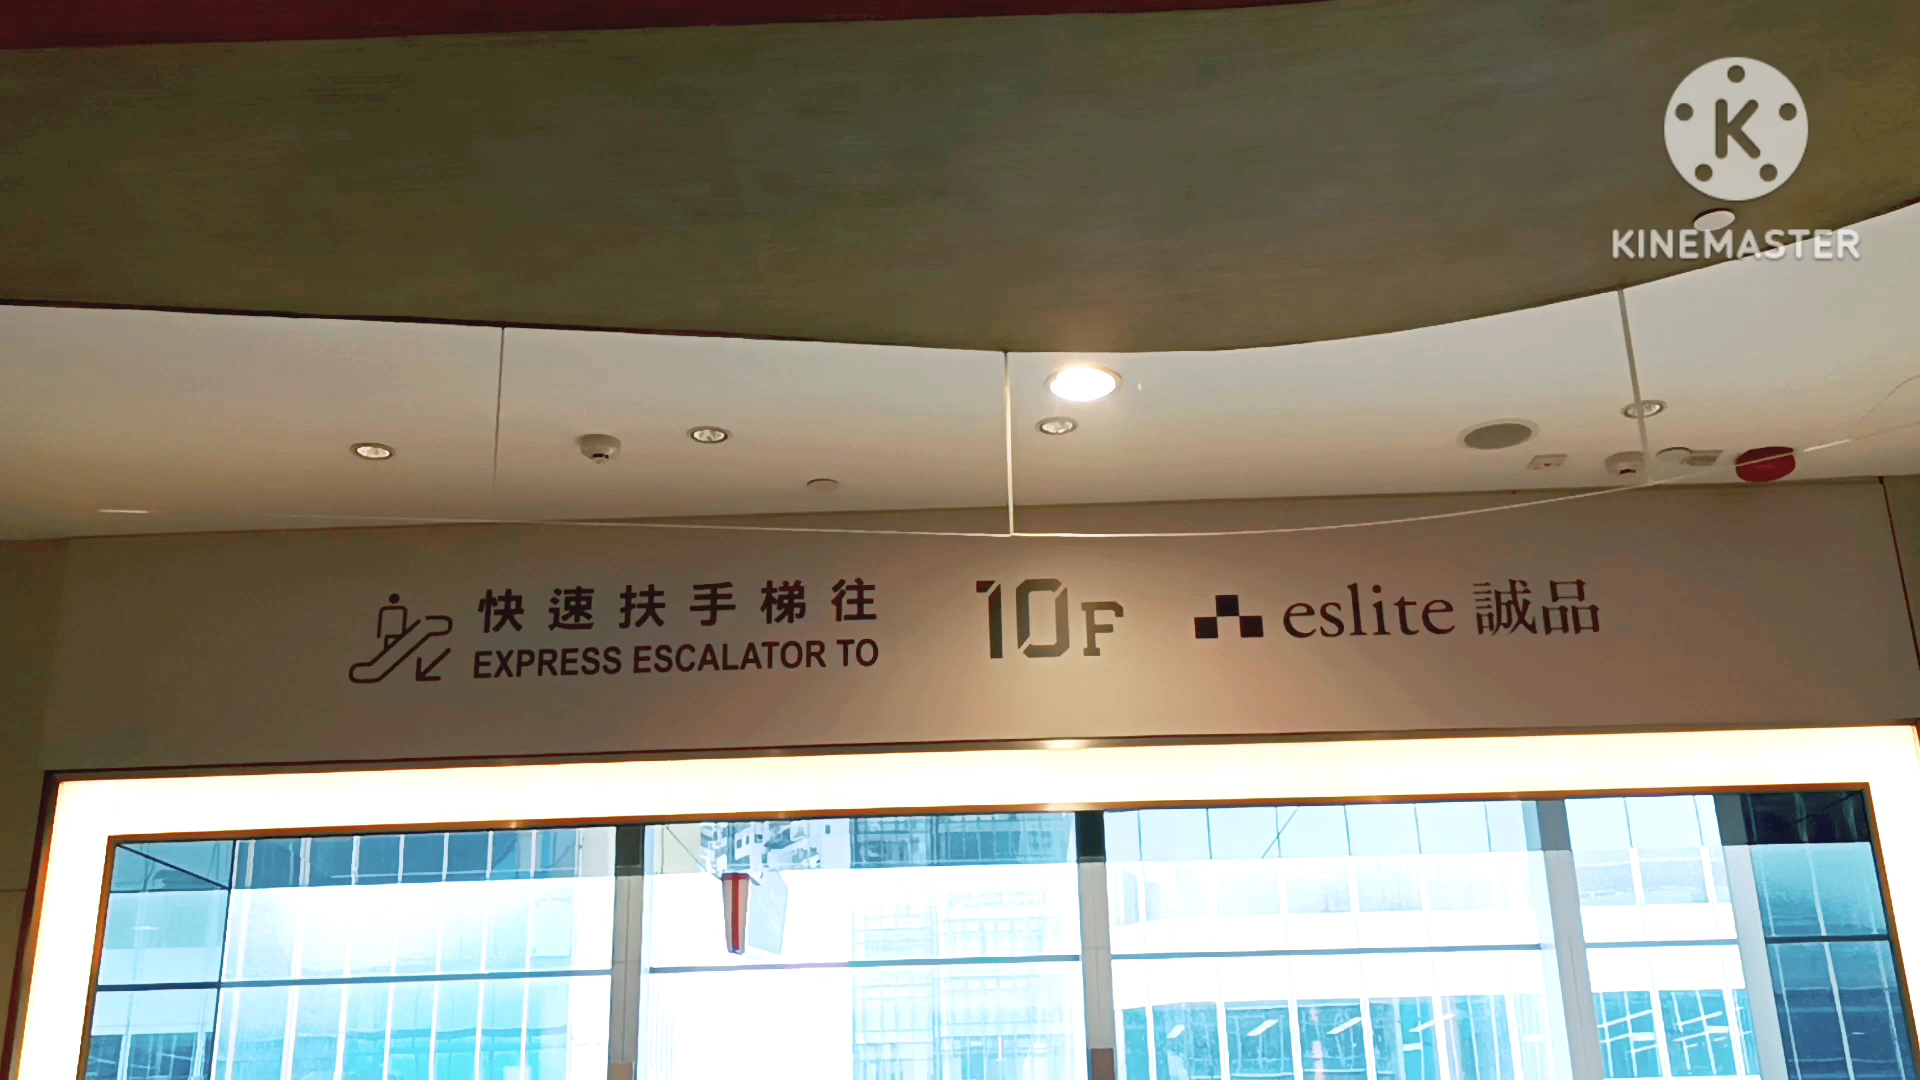 K
KINEMASTER
快速扶手梯往
EXPRESS ESCALATOR TO
10F
eslite 誠品